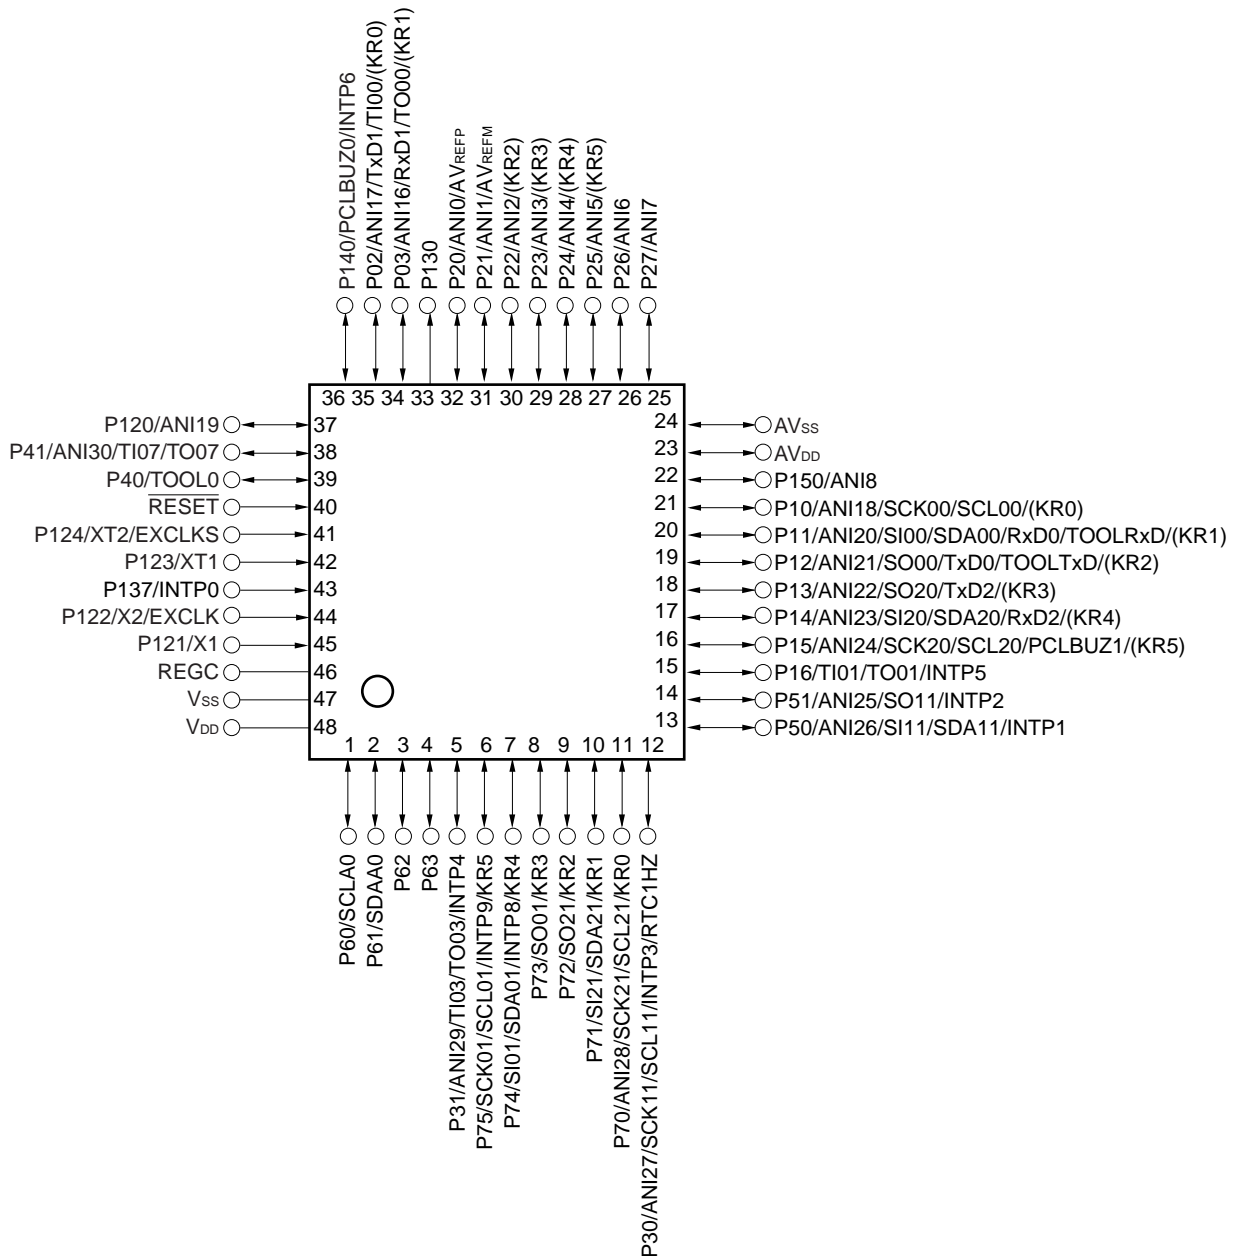 P140/PCLBUZ0/INTP6
P02/ANI17/TxD1/TI00/(KR0)
P03/ANI16/RxD1/TO00/(KR1)
P130
P20/ANI0/AVREFP
P21/ANI1/AVREFM
P22/ANI2/(KR2)
P23/ANI3/(KR3)
P24/ANI4/(KR4)
P25/ANI5/(KR5)
P26/ANI6
P27/ANI7
36 35 34 33 32 31 30 29 28 27 26 25
P120/ANI19 37
P41/ANI30/TI07/TO07 38
P40/TOOL0 39
RESET 40
P124/XT2/EXCLKS 41
P123/XT1 42
P137/INTP0 43
P122/X2/EXCLK 44
P121/X1 45
REGC 46
VSS 47
VDD 48
24 AVSS
23 AVDD
22 P150/ANI8
21 P10/ANI18/SCK00/SCL00/(KR0)
20 P11/ANI20/SI00/SDA00/RxD0/TOOLRxD/(KR1)
19 P12/ANI21/SO00/TxD0/TOOLTxD/(KR2)
18 P13/ANI22/SO20/TxD2/(KR3)
17 P14/ANI23/SI20/SDA20/RxD2/(KR4)
16 P15/ANI24/SCK20/SCL20/PCLBUZ1/(KR5)
15 P16/TI01/TO01/INTP5
14 P51/ANI25/SO11/INTP2
13 P50/ANI26/SI11/SDA11/INTP1
1 2 3 4 5 6 7 8 9 10 11 12
P60/SCLA0
P61/SDAA0
P62
P63
P31/ANI29/TI03/TO03/INTP4
P75/SCK01/SCL01/INTP9/KR5
P74/SI01/SDA01/INTP8/KR4
P73/SO01/KR3
P72/SO21/KR2
P71/SI21/SDA21/KR1
P70/ANI28/SCK21/SCL21/KR0
P30/ANI27/SCK11/SCL11/INTP3/RTC1HZ